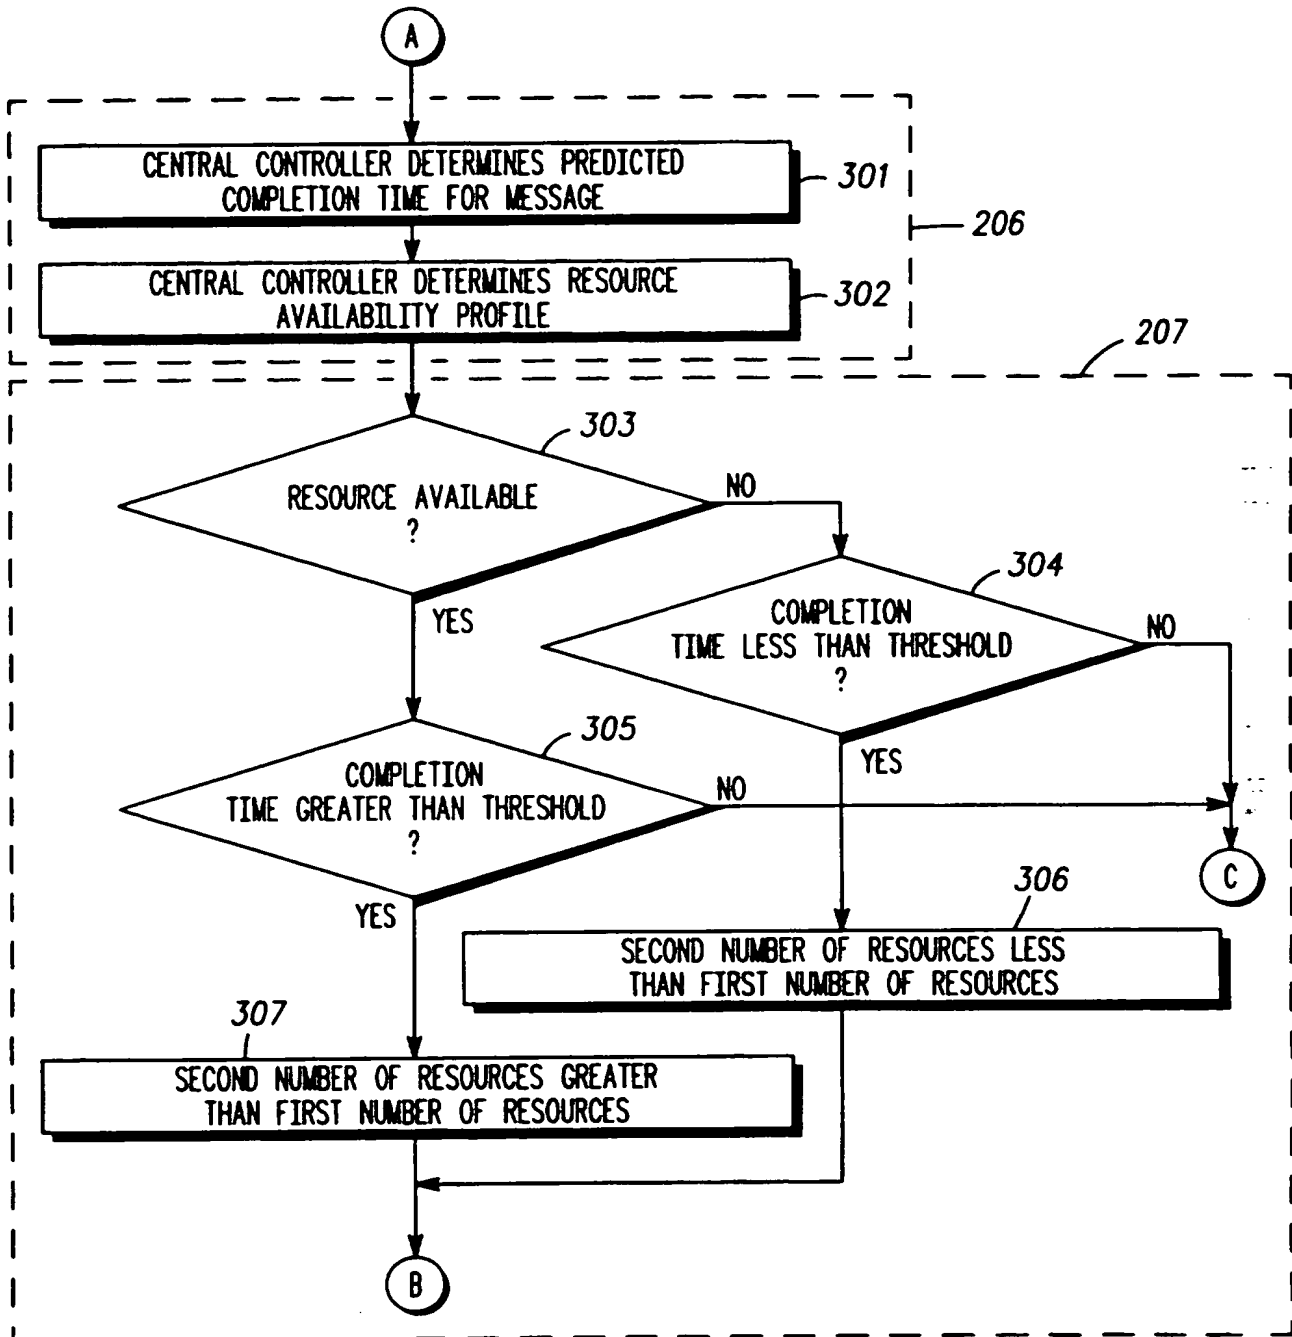 A
CENTRAL CONTROLLER DETERMINES PREDICTED
COMPLETION TIME FOR MESSAGE
301
206
CENTRAL CONTROLLER DETERMINES RESOURCE
AVAILABILITY PROFILE
302
207
303
RESOURCE AVAILABLE
?
NO
YES
304
COMPLETION
TIME LESS THAN THRESHOLD
?
NO
YES
305
COMPLETION
TIME GREATER THAN THRESHOLD
?
NO
YES
C
306
SECOND NUMBER OF RESOURCES LESS
THAN FIRST NUMBER OF RESOURCES
307
SECOND NUMBER OF RESOURCES GREATER
THAN FIRST NUMBER OF RESOURCES
B